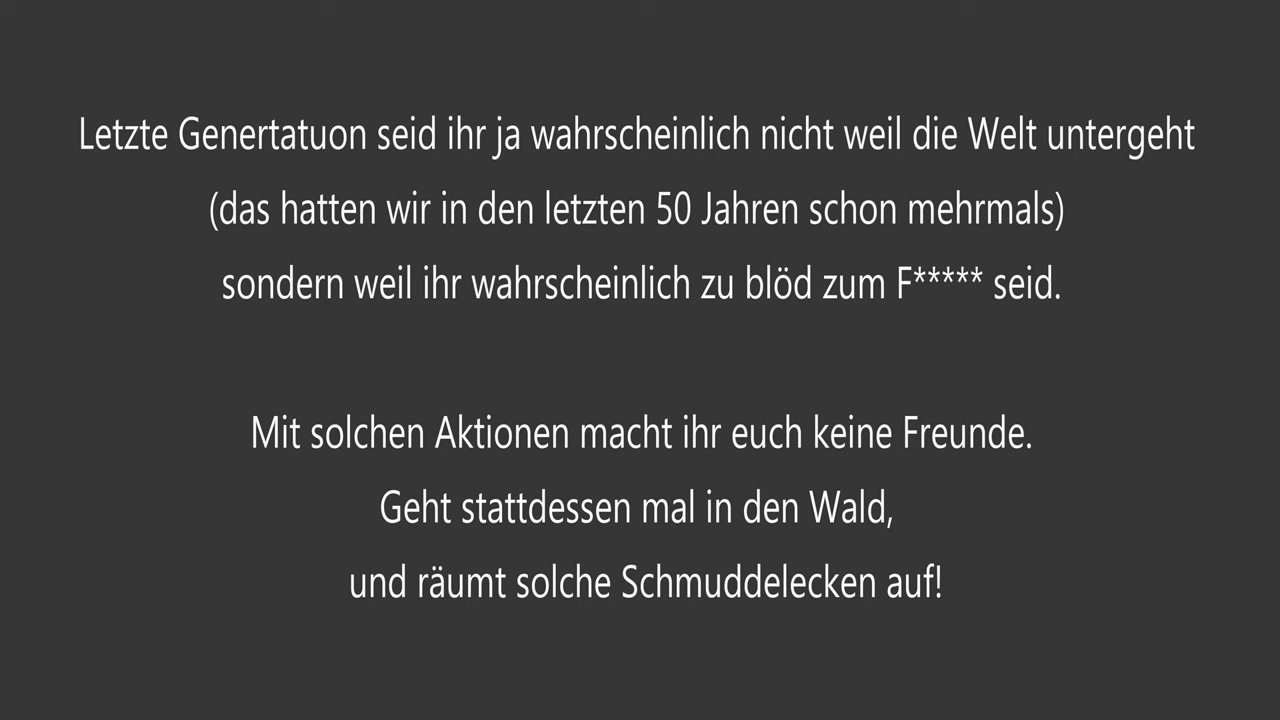 Letzte Genertatuon seid ihr ja wahrscheinlich nicht weil die Welt untergeht
(das hatten wir in den letzten 50 Jahren schon mehrmals)
sondern weil ihr wahrscheinlich zu blöd zum F***** seid.
Mit solchen Aktionen macht ihr euch keine Freunde.
Geht stattdessen mal in den Wald,
und räumt solche Schmuddelecken auf!